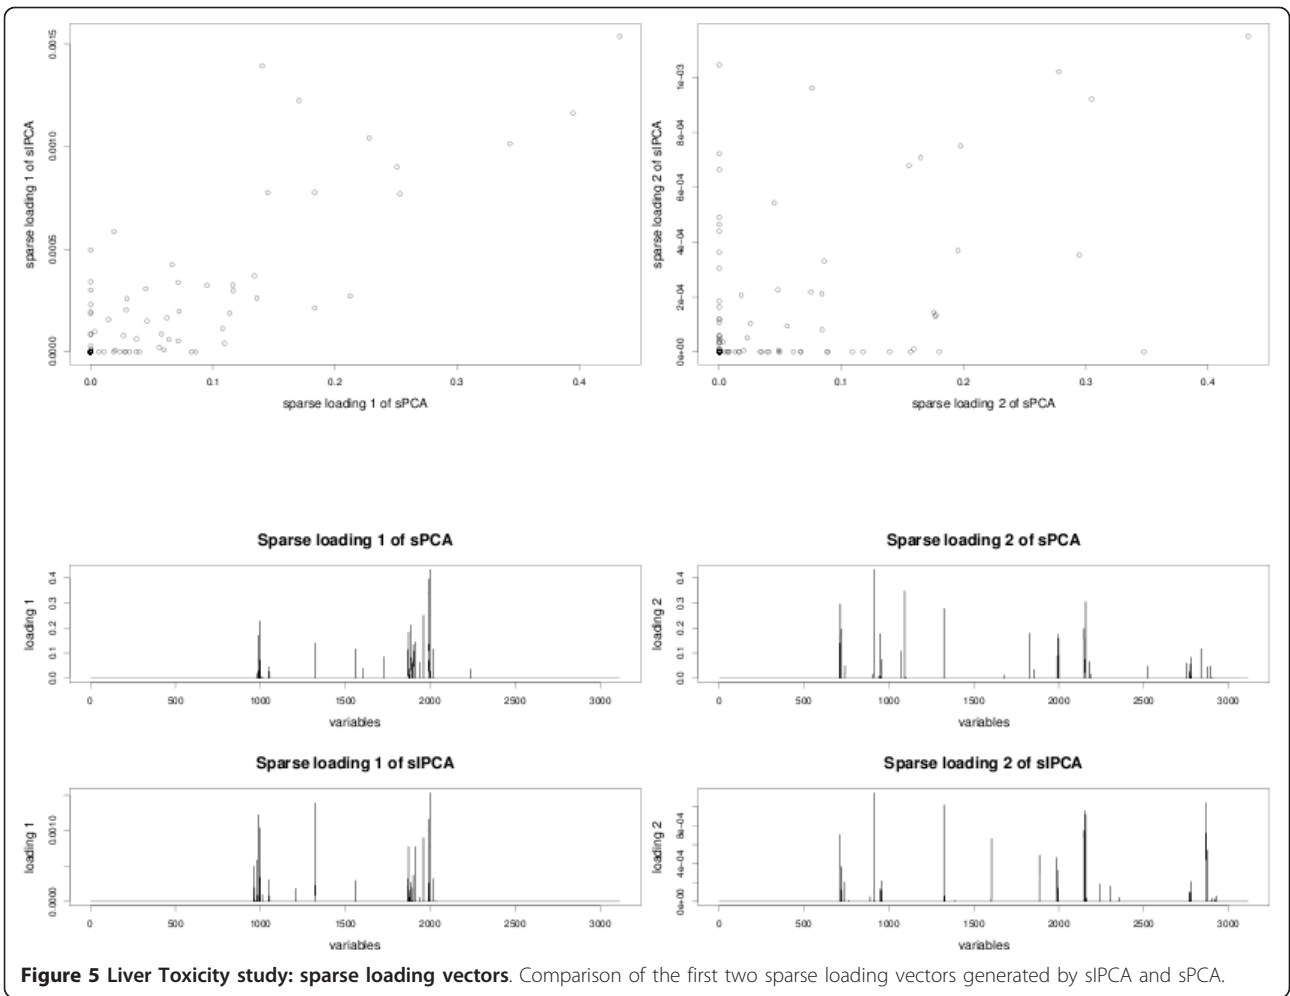 0.0015
0.0010
0.0005
0.0000
sparse loading 1 of sIPCA
0.0 0.1 0.2 0.3 0.4
sparse loading 1 of sPCA
1e-03
8e-04
6e-04
4e-04
2e-04
0e+00
sparse loading 2 of sIPCA
0.0 0.1 0.2 0.3 0.4
sparse loading 2 of sPCA
Sparse loading 1 of sPCA
loading 1
0.4
0.3
0.2
0.1
0.0
0 500 1000 1500 2000 2500 3000
variables
Sparse loading 2 of sPCA
loading 2
0.4
0.3
0.2
0.1
0.0
0 500 1000 1500 2000 2500 3000
variables
Sparse loading 1 of sIPCA
loading 1
0.0010
0.0000
0 500 1000 1500 2000 2500 3000
variables
Sparse loading 2 of sIPCA
loading 2
8e-04
4e-04
0e+00
0 500 1000 1500 2000 2500 3000
variables
Figure 5 Liver Toxicity study: sparse loading vectors. Comparison of the first two sparse loading vectors generated by sIPCA and sPCA.